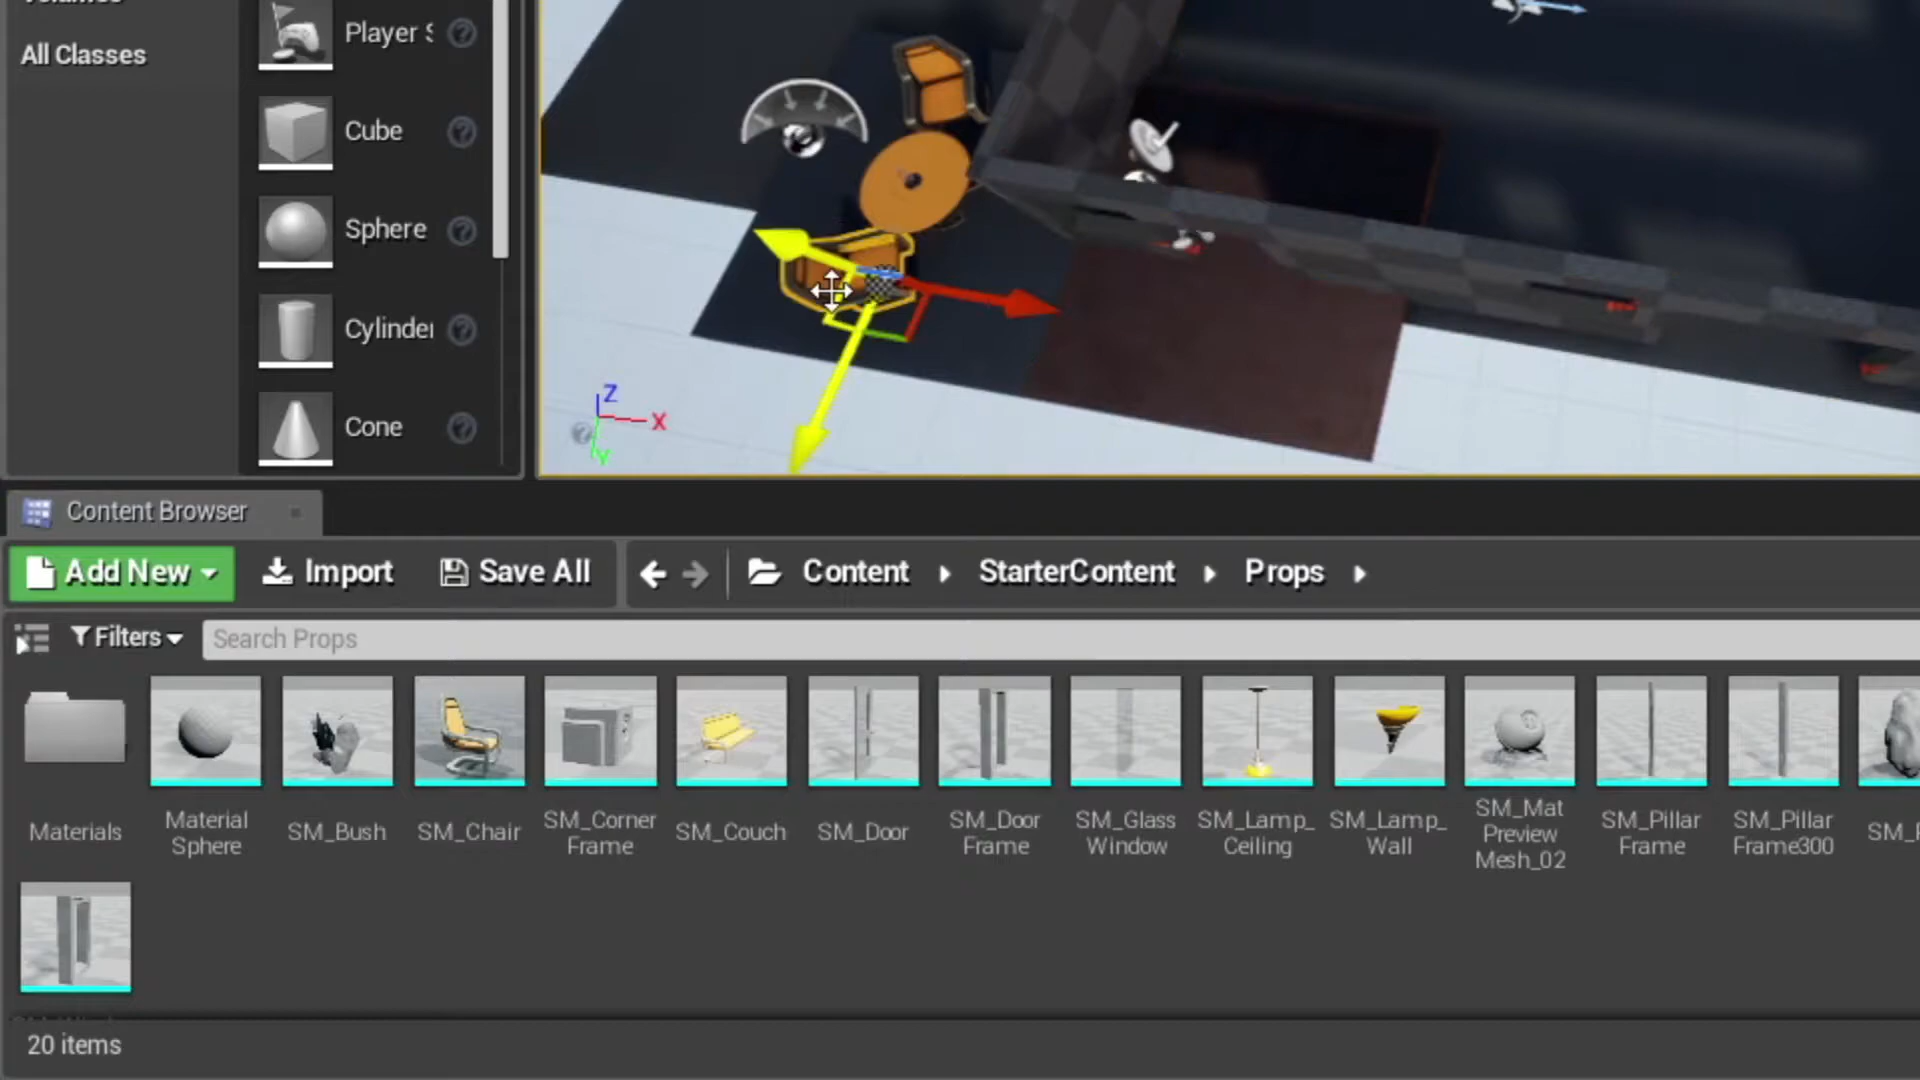 All Classes
Player S
Cube
Sphere
Cylinder
Cone
Z
X
Y
Content Browser
Add New
Import
Save All
Content
StarterContent
Props
Filters
Search Props
Materials
Material
Sphere
SM_Bush
SM_Chair
SM_Corner
Frame
SM_Couch
SM_Door
SM_Door
Frame
SM_Glass
Window
SM_Lamp_
Ceiling
SM_Lamp_
Wall
SM_Mat
Preview
Mesh_02
SM_Pillar
Frame
SM_Pillar
Frame300
20 items